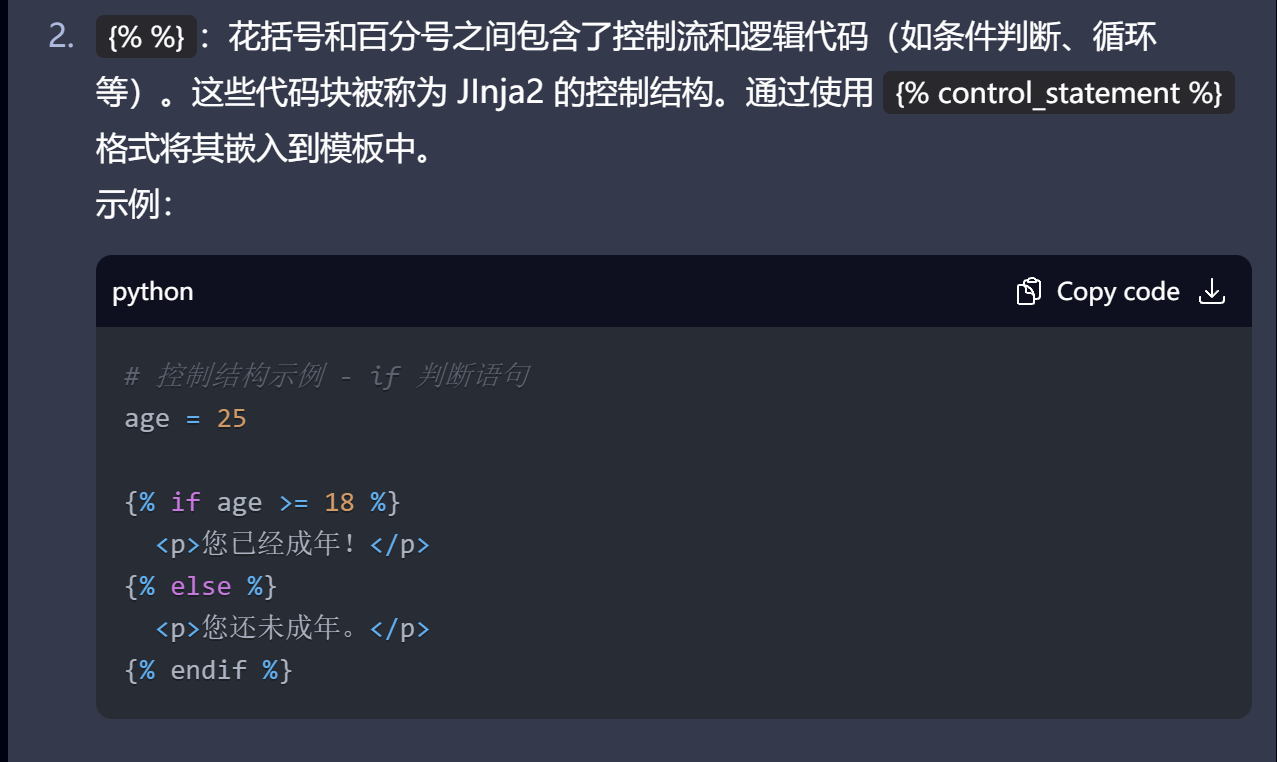 2. {% %}：花括号和百分号之间包含了控制流和逻辑代码（如条件判断、循环
等）。这些代码块被称为 JInja2 的控制结构。通过使用 {% control_statement %}
格式将其嵌入到模板中。
示例：
python Copy code
# 控制结构示例 - if 判断语句
age = 25
{% if age >= 18 %}
<p>您已经成年！</p>
{% else %}
<p>您还未成年。</p>
{% endif %}